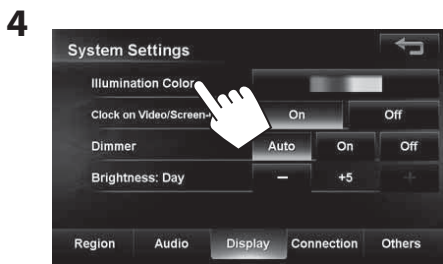 4
System Settings
Illumination Color
Clock on Video/Screen- On Off
Dimmer Auto On Off
Brightness: Day − +5 +
Region Audio Display Connection Others